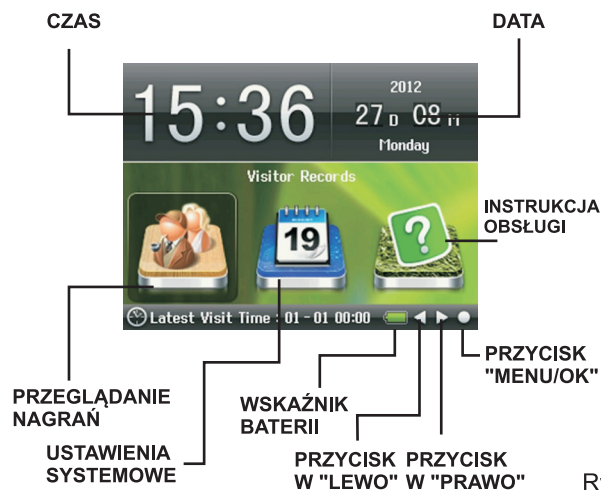 CZAS
DATA
15:36
2012
27 D 08 M
Monday
Visitor Records
19
?
INSTRUKCJA
OBSŁUGI
Latest Visit Time : 01-01 00:00
PRZYCISK
"MENU/OK"
PRZEGLĄDANIE
NAGRAŃ
WSKAŹNIK
BATERII
USTAWIENIA
SYSTEMOWE
PRZYCISK
W "LEWO"
PRZYCISK
W "PRAWO"